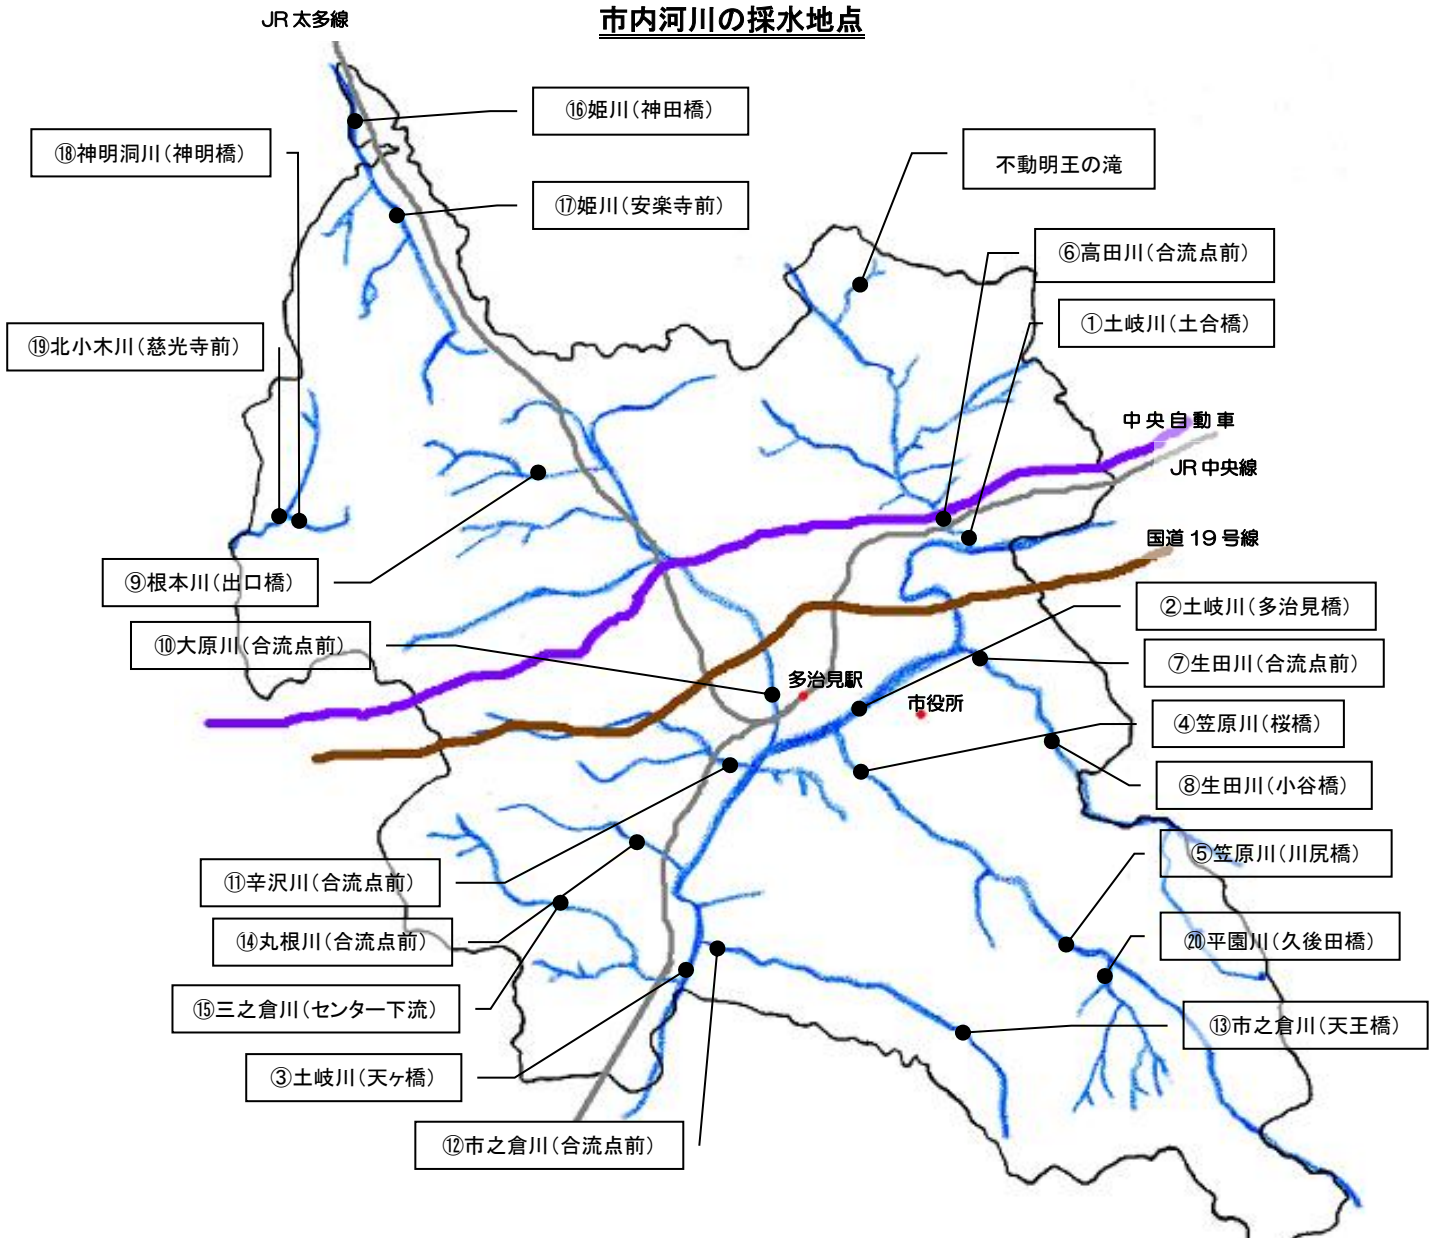 市内河川の採水地点
JR太多線
⑯姫川（神田橋）
⑱神明洞川（神明橋）
不動明王の滝
⑰姫川（安楽寺前）
⑥高田川（合流点前）
①土岐川（土合橋）
⑲北小木川（慈光寺前）
中央自動車
JR中央線
国道19号線
⑨根本川（出口橋）
②土岐川（多治見橋）
⑩大原川（合流点前）
⑦生田川（合流点前）
多治見駅
市役所
④笠原川（桜橋）
⑧生田川（小谷橋）
⑤笠原川（川尻橋）
⑪辛沢川（合流点前）
⑭丸根川（合流点前）
⑳平園川（久後田橋）
⑮三之倉川（センター下流）
⑬市之倉川（天王橋）
③土岐川（天ヶ橋）
⑫市之倉川（合流点前）